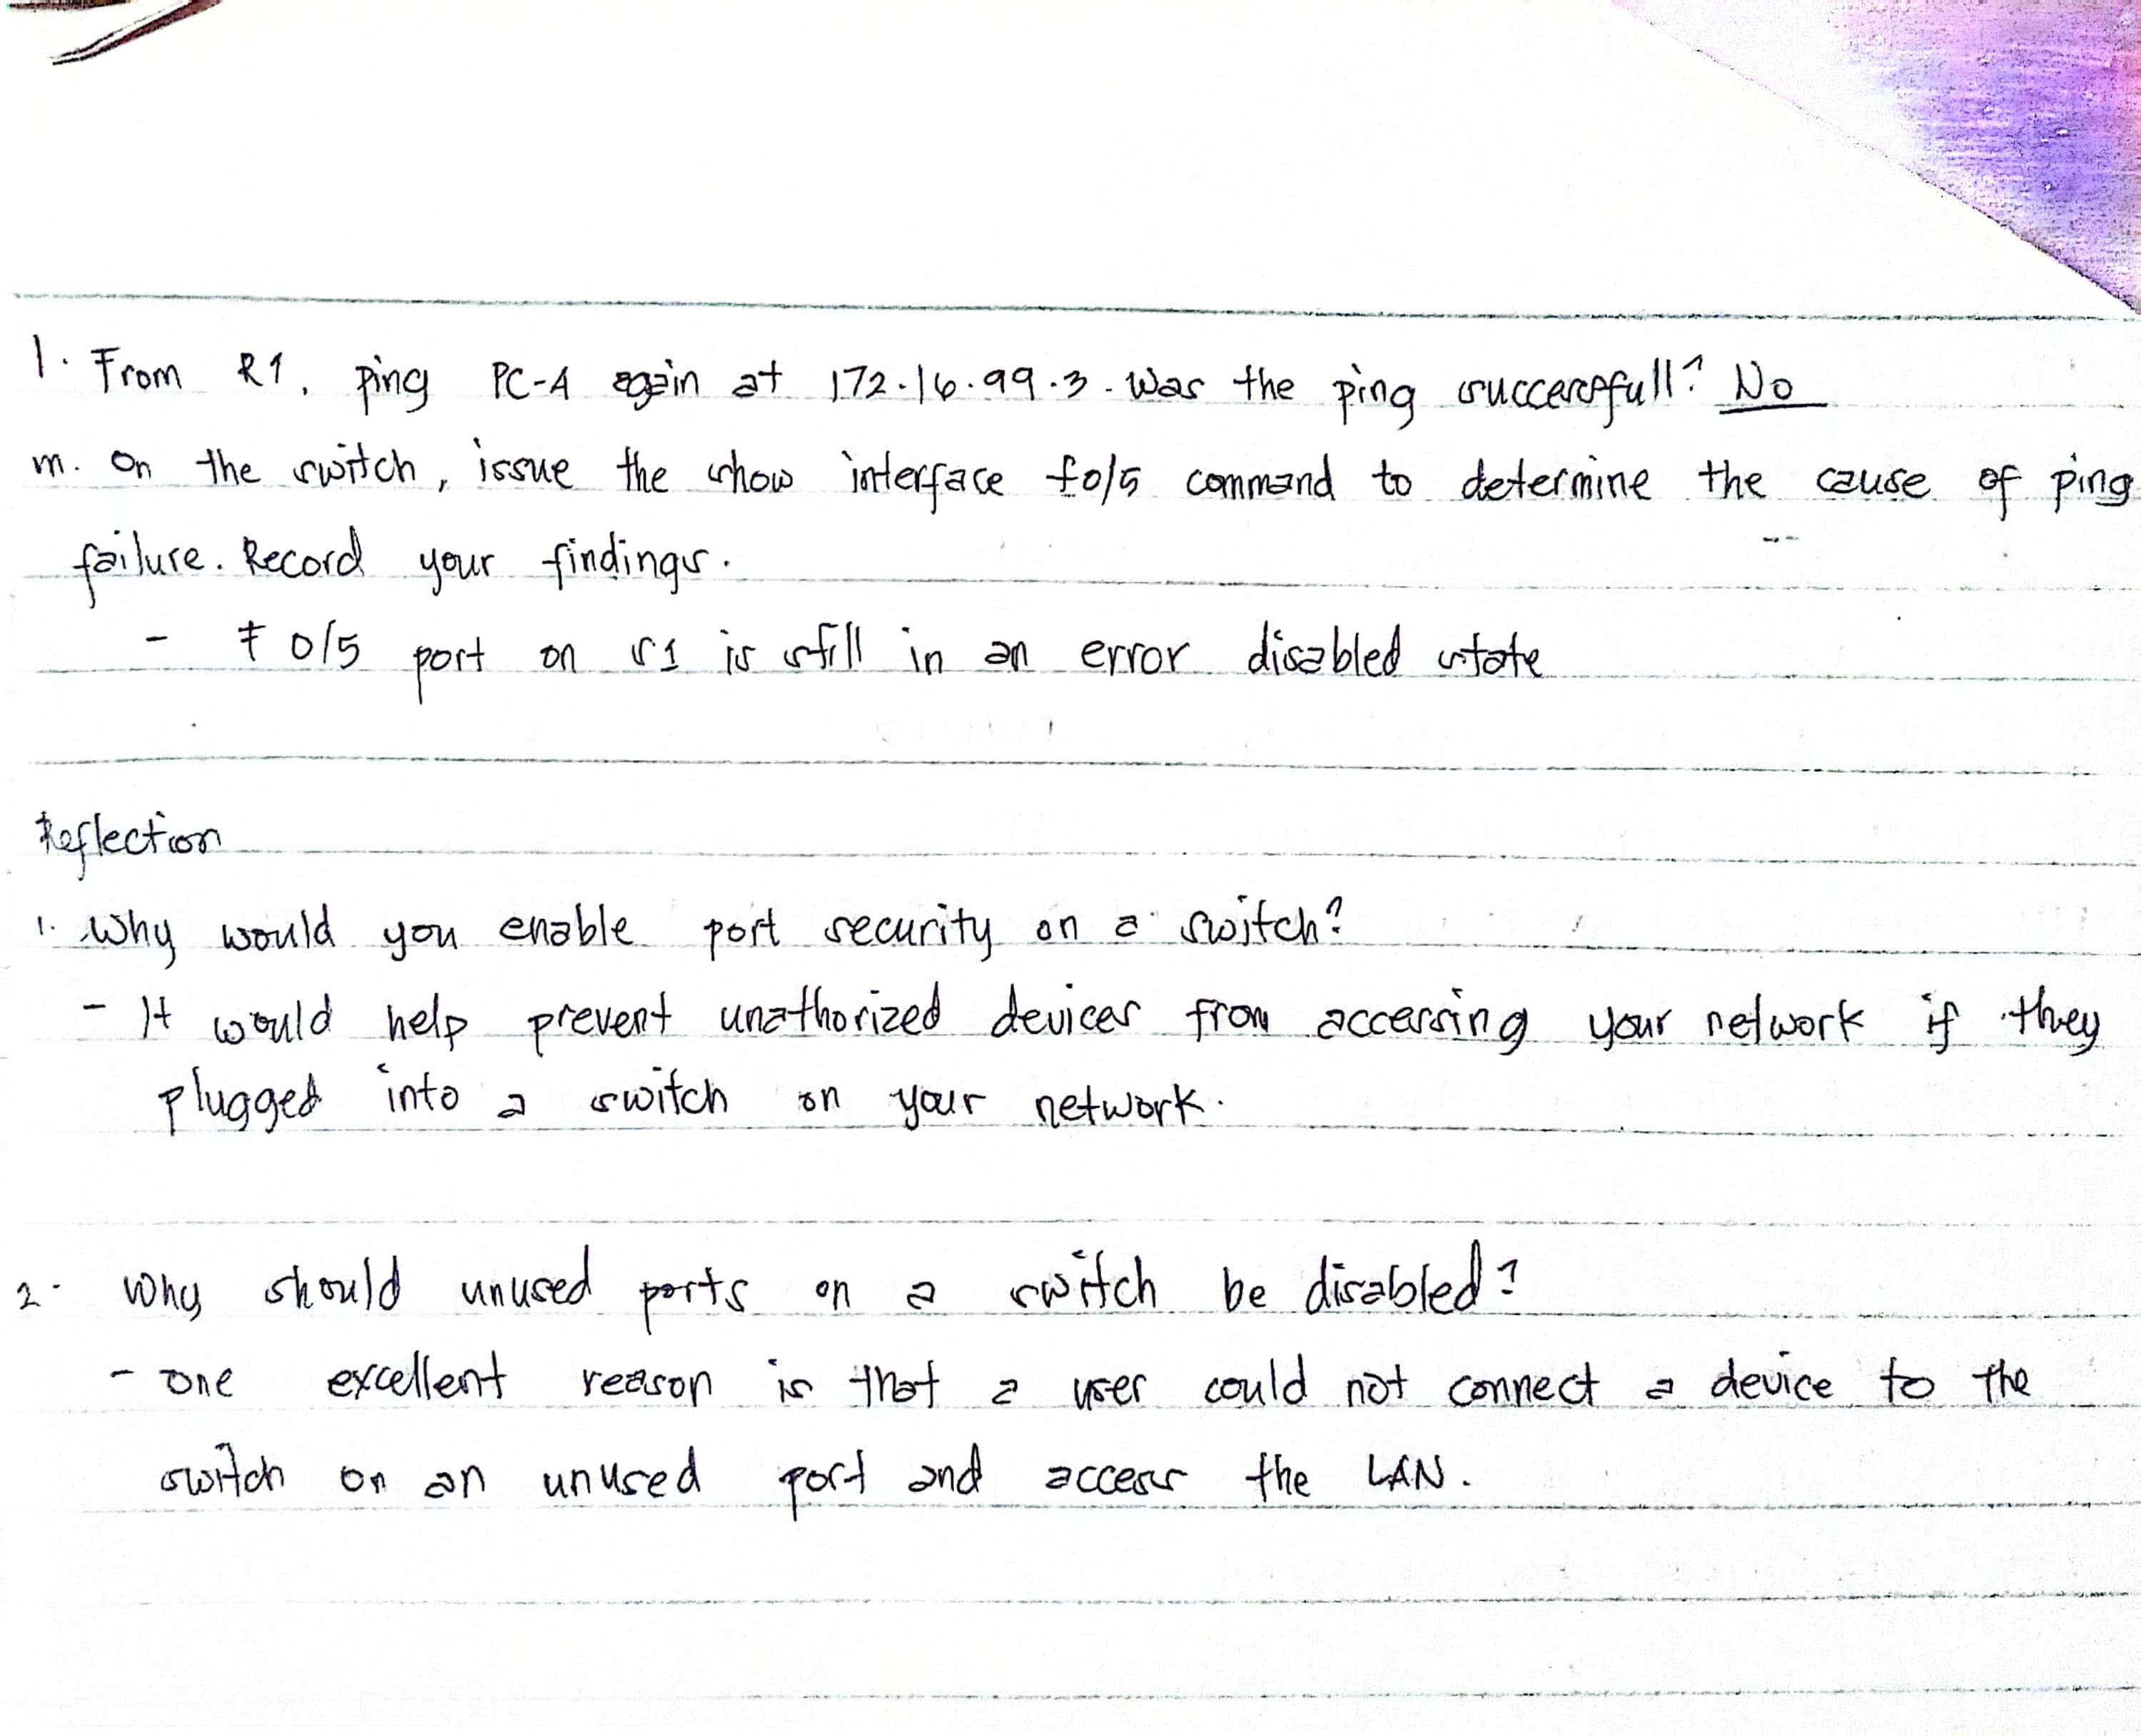 1. From R1, ping PC-A again at 172.16.99.3. Was the ping successfull? No
m. On the switch, issue the show interface f0/5 command to determine the cause of ping
failure. Record your findings.
- F 0/5 port on S1 is still in an error disabled state
Reflection
1. Why would you enable port security on a switch?
- It would help prevent unathorized devices from accessing your network if they
plugged into a switch on your network.
2. Why should unused ports on a switch be disabled?
- One excellent reason is that a user could not connect a device to the
switch on an unused port and access the LAN.